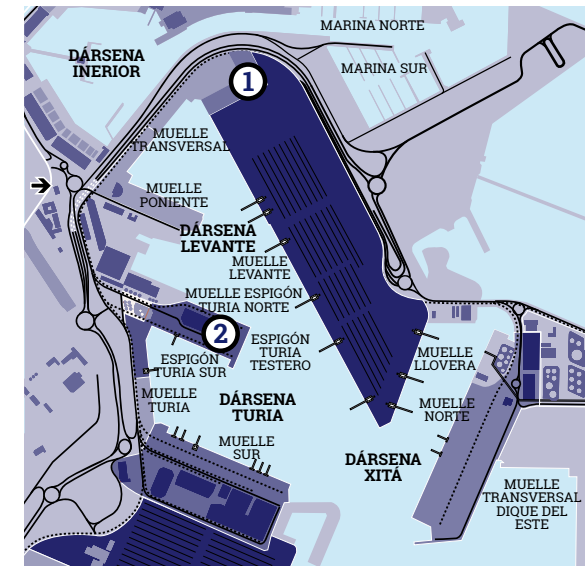 MARINA NORTE
DÁRSENA
INERIOR
MARINA SUR
1
MUELLE
TRANSVERSAL
MUELLE
PONIENTE
DÁRSENA
LEVANTE
MUELLE
LEVANTE
MUELLE ESPIGÓN
TURIA NORTE
2
ESPIGÓN
TURIA
TESTERO
ESPIGÓN
TURIA SUR
MUELLE
LLOVERA
MUELLE
TURIA
DÁRSENA
TURIA
MUELLE
NORTE
MUELLE
SUR
DÁRSENA
XITÁ
MUELLE
TRANSVERSAL
DIQUE DEL
ESTE